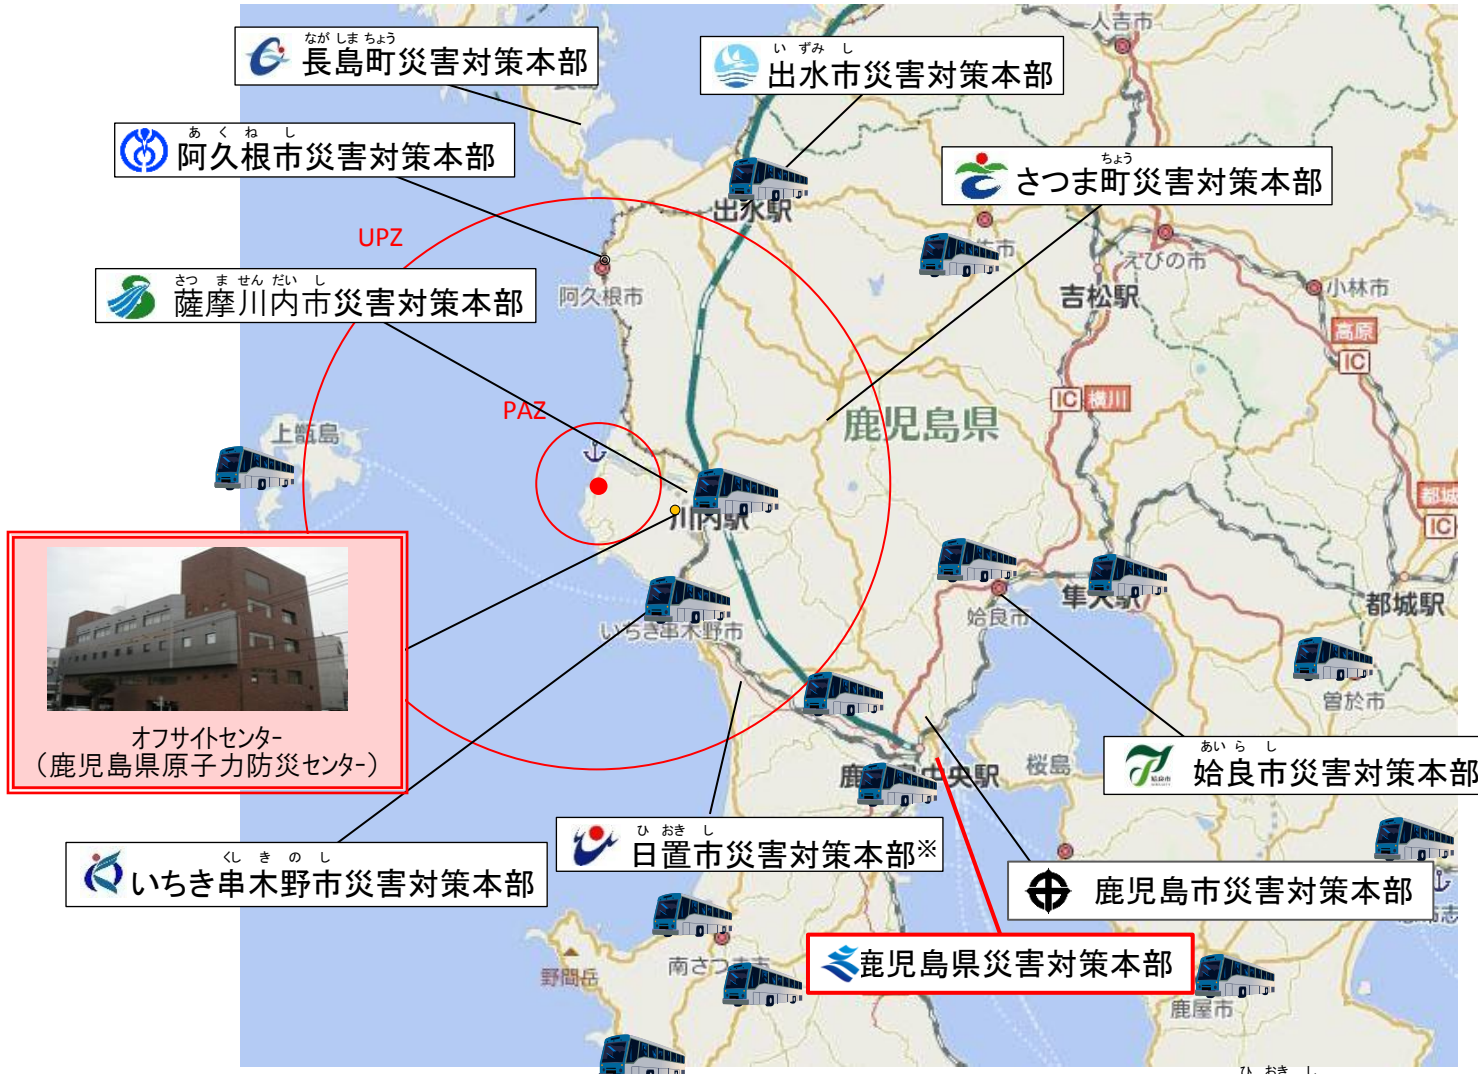 人吉市
なが しま ちょう
長島町災害対策本部
い ずみ し
出水市災害対策本部
あ く ね し
阿久根市災害対策本部
ちょう
さつま町災害対策本部
出水駅
UPZ
えびの市
さつ ま せん だい し
薩摩川内市災害対策本部
阿久根市
吉松駅
小林市
高原
IC
IC 横川
PAZ
鹿児島県
上甑島
都城
IC
川内駅
隼人駅
都城駅
姶良市
いちき串木野市
曽於市
オフサイトセンター
（鹿児島県原子力防災センター）
あい ら し
姶良市災害対策本部
桜島
ひ おき し
日置市災害対策本部※
くし き の し
いちき串木野市災害対策本部
鹿児島市災害対策本部
鹿児島県災害対策本部
野間岳
鹿屋市
ひ おき し